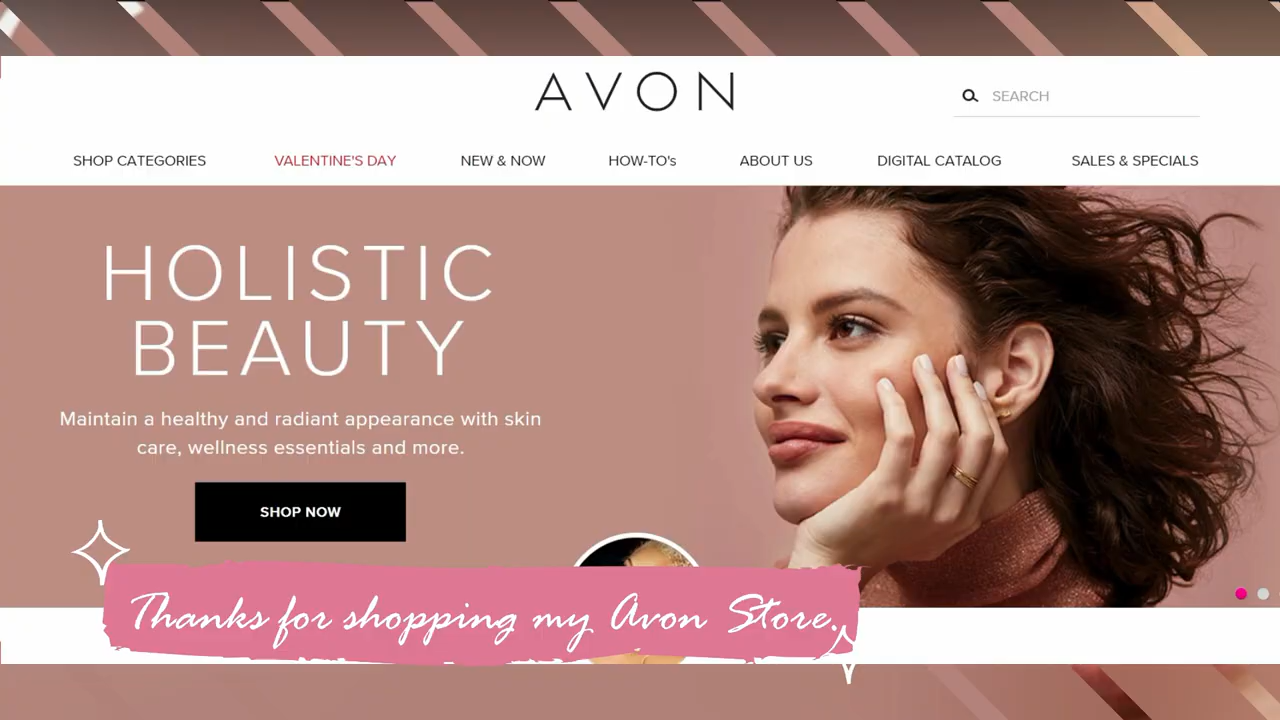 AVON
SEARCH
SHOP CATEGORIES VALENTINE'S DAY NEW & NOW HOW-TO's ABOUT US DIGITAL CATALOG SALES & SPECIALS
HOLISTIC
BEAUTY
Maintain a healthy and radiant appearance with skin
care, wellness essentials and more.
SHOP NOW
Thanks for shopping my Avon Store.